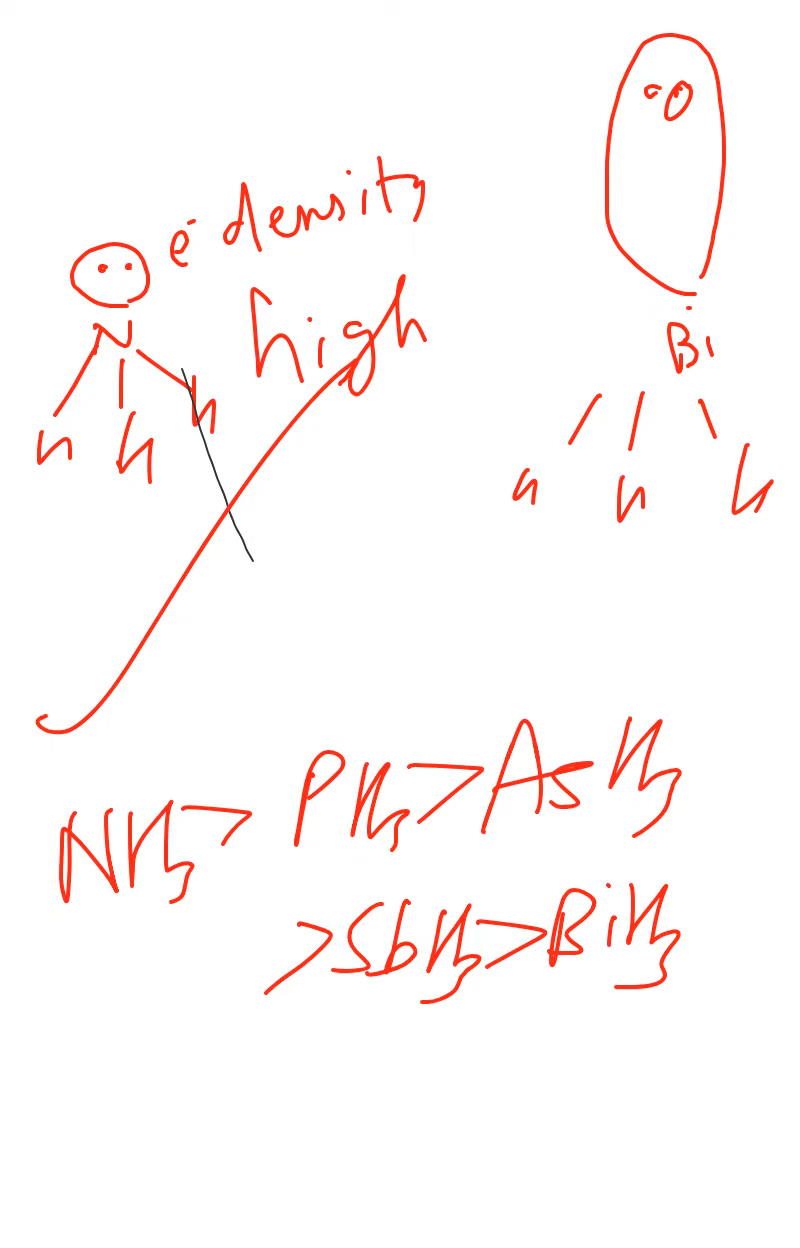 e⁻ density
high
N
H H H
Bi
H H H
NH₃ > PH₃ > AsH₃
> SbH₃ > BiH₃